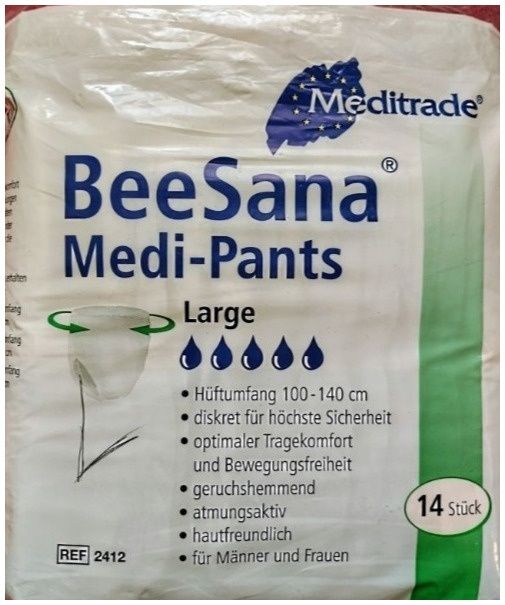 Meditrade®
BeeSana®
Medi-Pants
Large
• Hüftumfang 100-140 cm
• diskret für höchste Sicherheit
• optimaler Tragekomfort
und Bewegungsfreiheit
• geruchshemmend
• atmungsaktiv
• hautfreundlich
• für Männer und Frauen
14 Stück
REF 2412